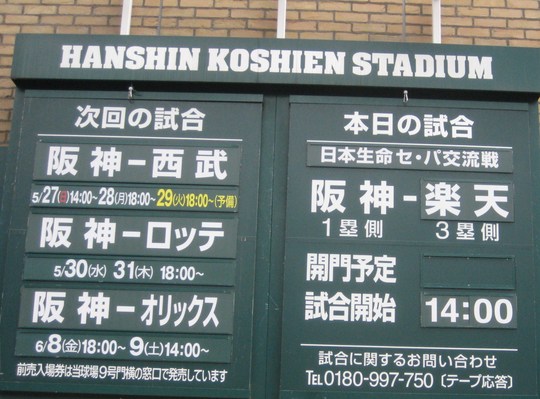 HANSHIN KOSHIEN STADIUM
次回の試合
阪神ー西武
5/27(日)14:00~28(月)18:00~29(火)18:00~(予備)
阪神ーロッテ
5/30(水) 31(木) 18:00~
阪神ーオリックス
6/8(金)18:00~9(土)14:00~
前売入場券は当球場9号門横の窓口で発売しています
本日の試合
日本生命セ・パ交流戦
阪神ー楽天
1塁側 3塁側
開門予定
試合開始 14:00
試合に関するお問い合わせ
TEL 0180-997-750〔テープ応答〕